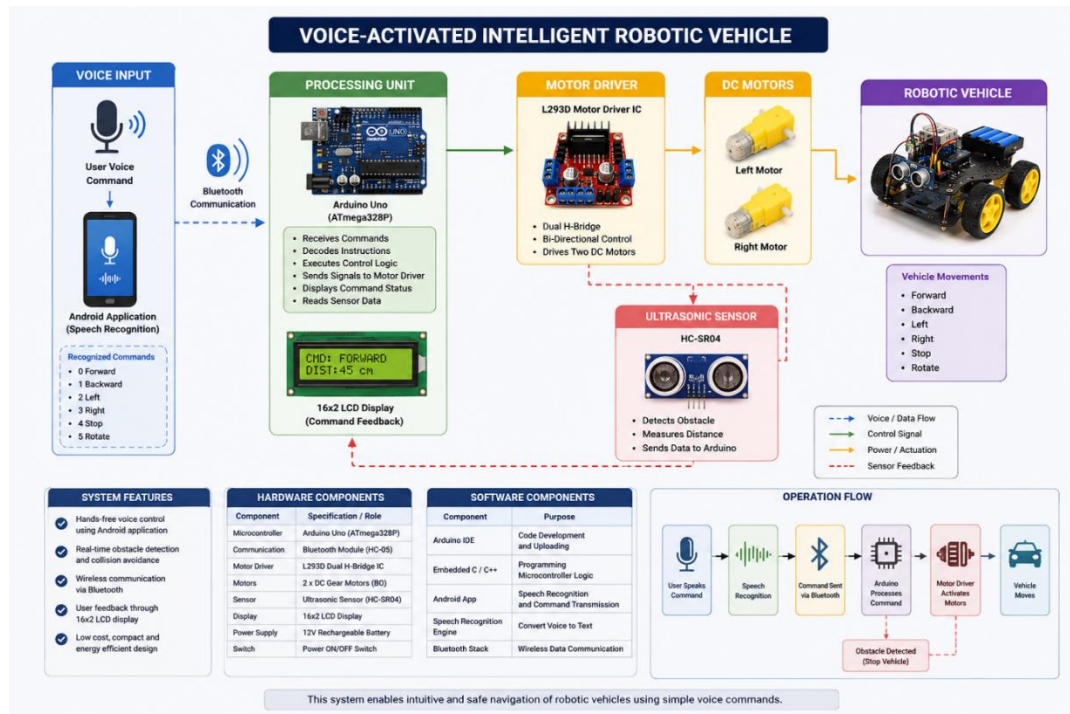 VOICE-ACTIVATED INTELLIGENT ROBOTIC VEHICLE
VOICE INPUT
User Voice
Command
Android Application
(Speech Recognition)
Recognized Commands
• 0 Forward
• 1 Backward
• 2 Left
• 3 Right
• 4 Stop
• 5 Rotate
Bluetooth
Communication
PROCESSING UNIT
UNO
ARDUINO
Arduino Uno
(ATmega328P)
• Receives Commands
• Decodes Instructions
• Executes Control Logic
• Sends Signals to Motor Driver
• Displays Command Status
• Reads Sensor Data
CMD: FORWARD
DIST:45 cm
16x2 LCD Display
(Command Feedback)
MOTOR DRIVER
L293D Motor Driver IC
• Dual H-Bridge
• Bi-Directional Control
• Drives Two DC Motors
DC MOTORS
Left Motor
Right Motor
ROBOTIC VEHICLE
Vehicle Movements
• Forward
• Backward
• Left
• Right
• Stop
• Rotate
ULTRASONIC SENSOR
HC-SR04
• Detects Obstacle
• Measures Distance
• Sends Data to Arduino
Voice / Data Flow
Control Signal
Power / Actuation
Sensor Feedback
SYSTEM FEATURES
Hands-free voice control
using Android application
Real-time obstacle detection
and collision avoidance
Wireless communication
via Bluetooth
User feedback through
16x2 LCD display
Low cost, compact and
energy efficient design
HARDWARE COMPONENTS
Component Specification / Role
Microcontroller Arduino Uno (ATmega328P)
Communication Bluetooth Module (HC-05)
Motor Driver L293D Dual H-Bridge IC
Motors 2 x DC Gear Motors (BO)
Sensor Ultrasonic Sensor (HC-SR04)
Display 16x2 LCD Display
Power Supply 12V Rechargeable Battery
Switch Power ON/OFF Switch
SOFTWARE COMPONENTS
Component Purpose
Arduino IDE Code Development
and Uploading
Embedded C / C++ Programming
Microcontroller Logic
Android App Speech Recognition
and Command Transmission
Speech Recognition
Engine Convert Voice to Text
Bluetooth Stack Wireless Data Communication
OPERATION FLOW
User Speaks
Command
Speech
Recognition
Command Sent
via Bluetooth
Arduino
Processes
Command
Motor Driver
Activates
Motors
Vehicle
Moves
Obstacle Detected
(Stop Vehicle)
This system enables intuitive and safe navigation of robotic vehicles using simple voice commands.